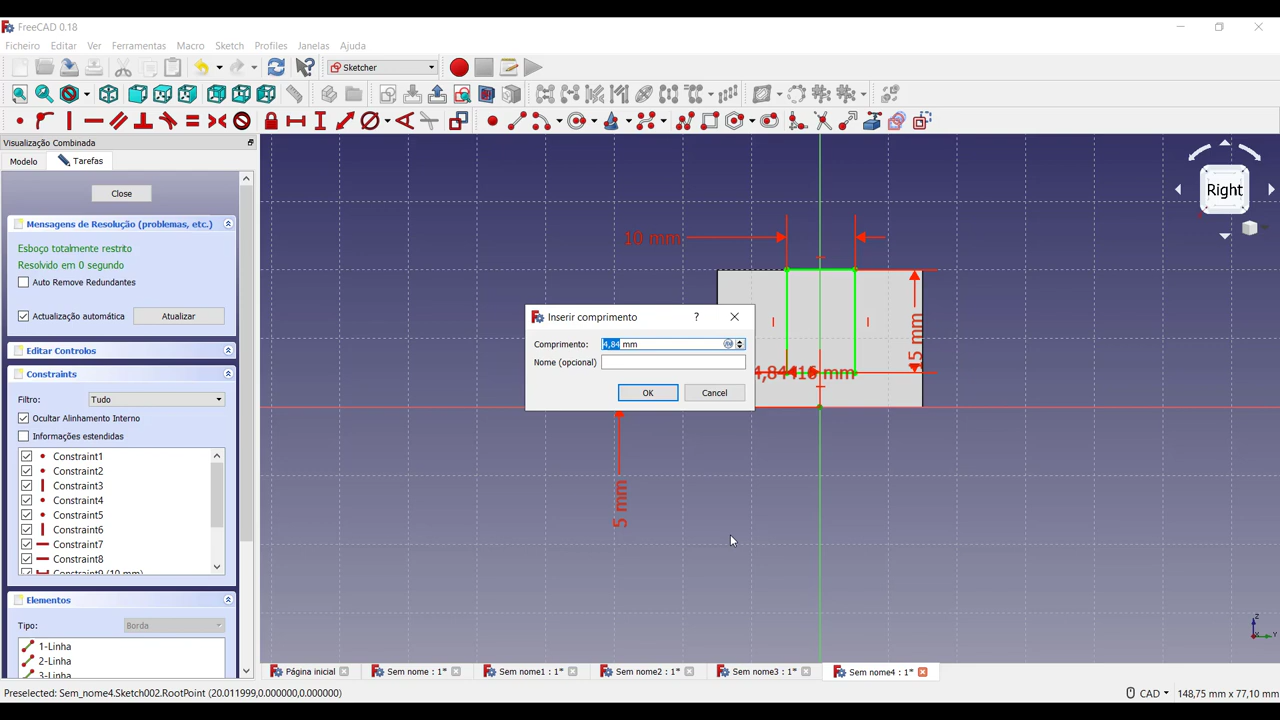 FreeCAD 0.18
Ficheiro Editar Ver Ferramentas Macro Sketch Profiles Janelas Ajuda
Sketcher
Visualização Combinada
Modelo Tarefas
Close
Mensagens de Resolução (problemas, etc.)
Esboço totalmente restrito
Resolvido em 0 segundo
Auto Remove Redundantes
Actualização automática Atualizar
Editar Controlos
Constraints
Filtro: Tudo
Ocultar Alinhamento Interno
Informações estendidas
Constraint1
Constraint2
Constraint3
Constraint4
Constraint5
Constraint6
Constraint7
Constraint8
Constraint9 (10 mm)
Elementos
Tipo: Borda
1-Linha
2-Linha
3-Linha
Right
10 mm
15 mm
4,84416 mm
5 mm
Inserir comprimento ?
Comprimento: 4,84 mm
Nome (opcional)
OK Cancel
Z
Y
Página inicial Sem nome : 1* Sem nome1 : 1* Sem nome2 : 1* Sem nome3 : 1* Sem nome4 : 1*
Preselected: Sem_nome4.Sketch002.RootPoint (20.011999,0.000000,0.000000)
CAD 148,75 mm x 77,10 mm